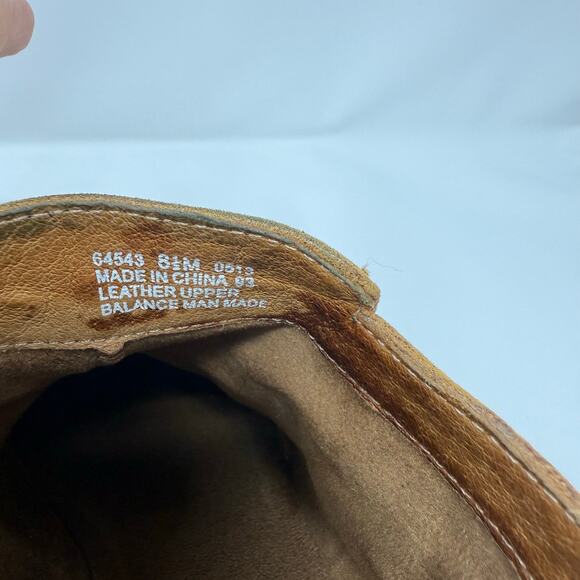 64543 8½M 0513
MADE IN CHINA 03
LEATHER UPPER
BALANCE MAN MADE